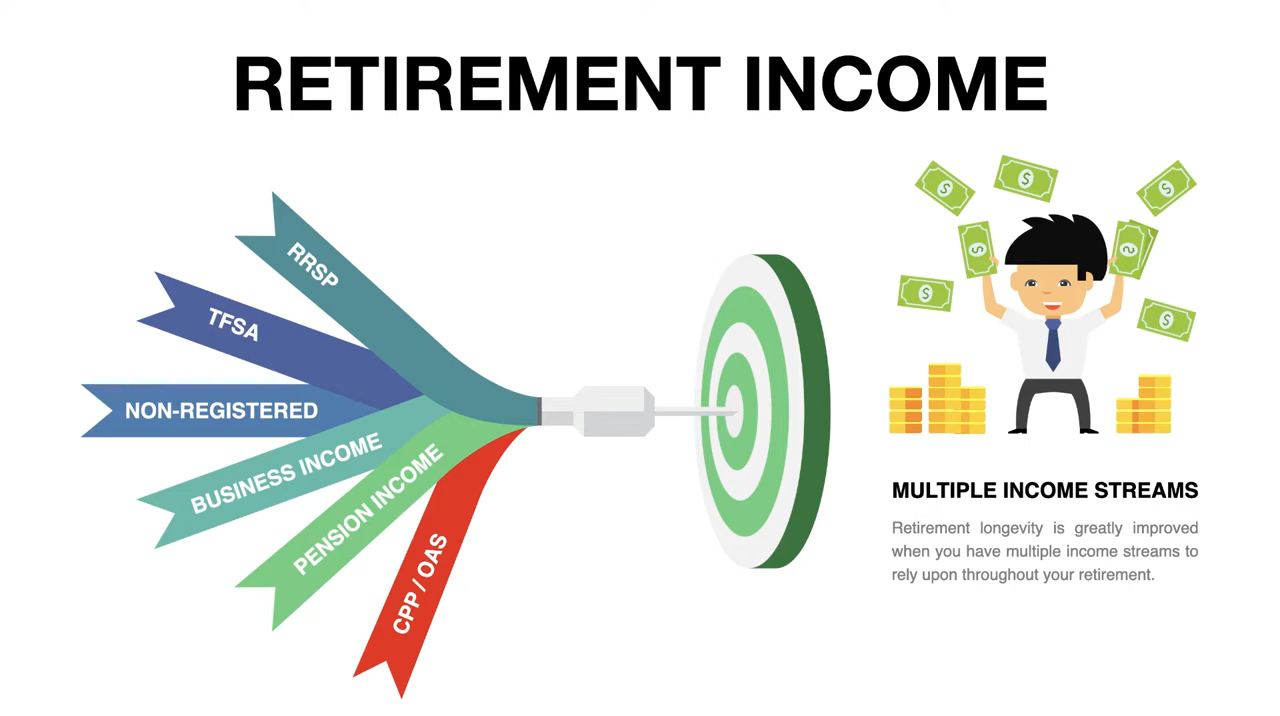 RETIREMENT INCOME
RRSP
TFSA
NON-REGISTERED
BUSINESS INCOME
PENSION INCOME
CPP / OAS
MULTIPLE INCOME STREAMS
Retirement longevity is greatly improved
when you have multiple income streams to
rely upon throughout your retirement.